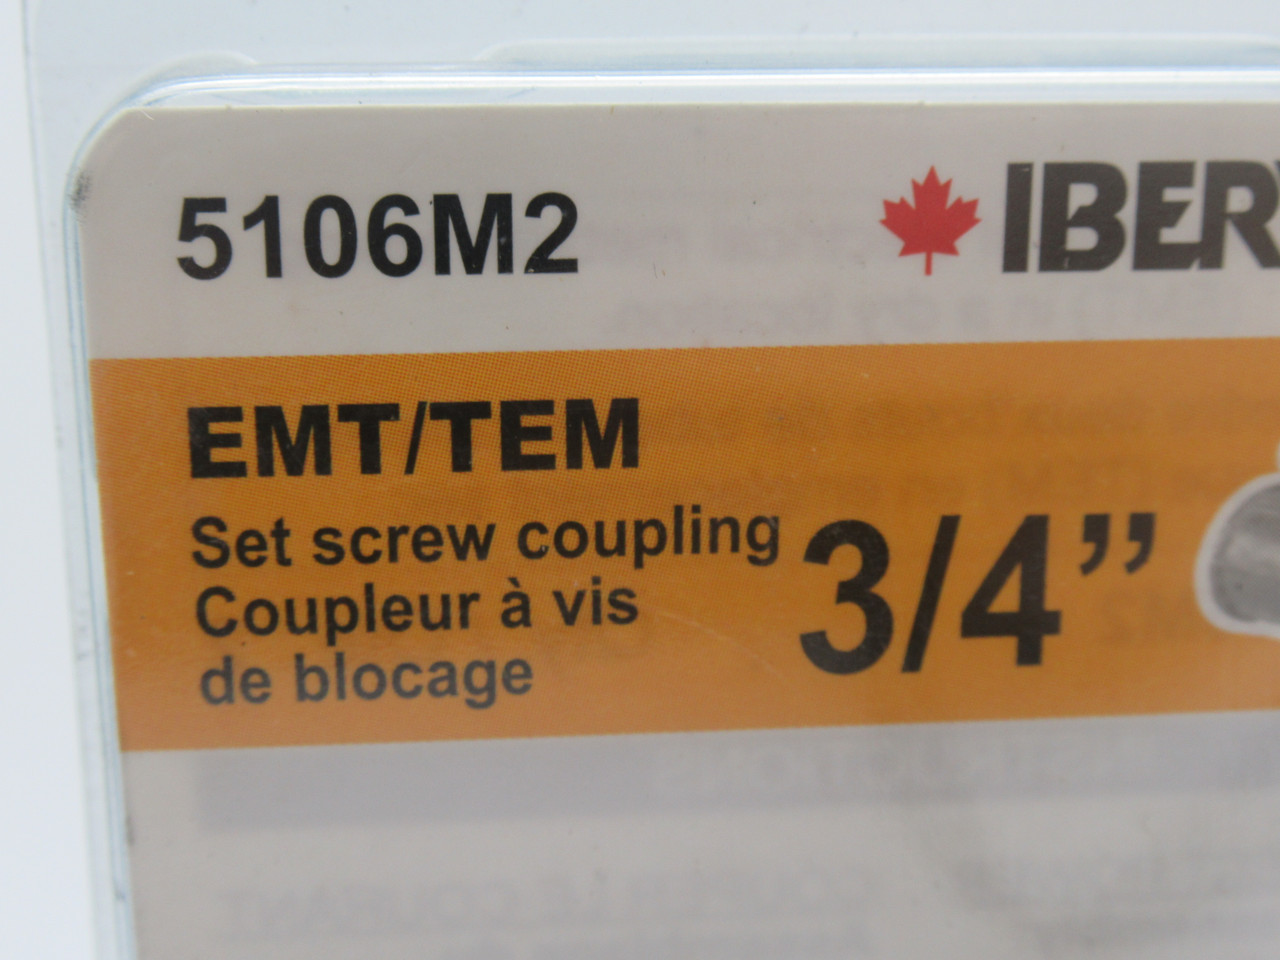 5106M2
IBER
EMT/TEM
Set screw coupling
Coupleur à vis
de blocage
3/4”